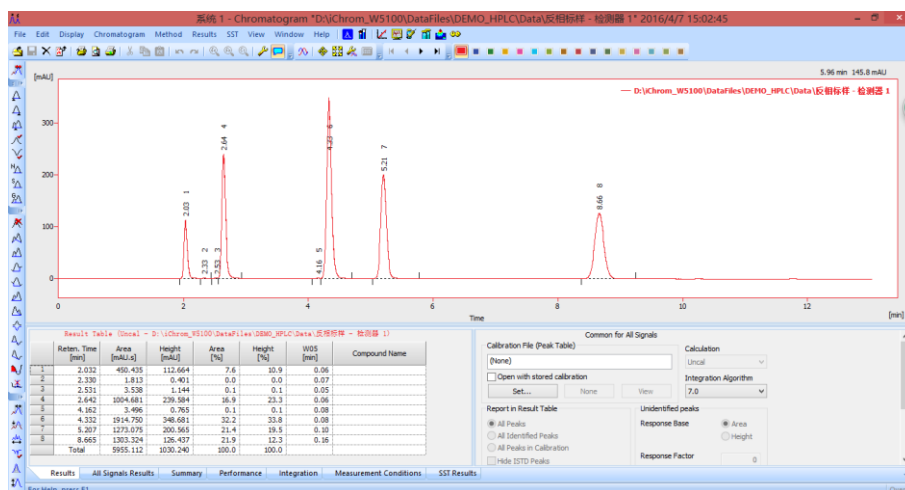 系统 1 - Chromatogram "D:\iChrom_W5100\DataFiles\DEMO_HPLC\Data\反相标样 - 检测器 1" 2016/4/7 15:02:45
File Edit Display Chromatogram Method Results SST View Window Help
5.96 min 145.8 mAU
[mAU]
D:\iChrom_W5100\DataFiles\DEMO_HPLC\Data\反相标样 - 检测器 1
300
200
100
0
2.03 1
2.33 2
2.53 3
2.64 4
4.16 5
4.33 6
5.21 7
8.66 8
0 2 4 6 8 10 12
Time
[min]
Result Table (Uncal - D:\iChrom_W5100\DataFiles\DEMO_HPLC\Data\反相标样 - 检测器 1)
Reten. Time [min] Area [mAU.s] Height [mAU] Area [%] Height [%] W05 [min] Compound Name
1 2.032 450.435 112.664 7.6 10.9 0.06
2 2.330 1.813 0.401 0.0 0.0 0.07
3 2.531 3.538 1.144 0.1 0.1 0.05
4 2.642 1004.681 239.584 16.9 23.3 0.06
5 4.162 3.496 0.765 0.1 0.1 0.08
6 4.332 1914.750 348.681 32.2 33.8 0.08
7 5.207 1273.075 200.565 21.4 19.5 0.10
8 8.665 1303.324 126.437 21.9 12.3 0.16
Total 5955.112 1030.240 100.0 100.0
Common for All Signals
Calibration File (Peak Table)
(None)
Open with stored calibration
Set... None View
Calculation
Uncal
Integration Algorithm
7.0
Report in Result Table
All Peaks
All Identified Peaks
All Peaks in Calibration
Hide ISTD Peaks
Unidentified peaks
Response Base
Area
Height
Response Factor
0
Results All Signals Results Summary Performance Integration Measurement Conditions SST Results
For Help, press F1